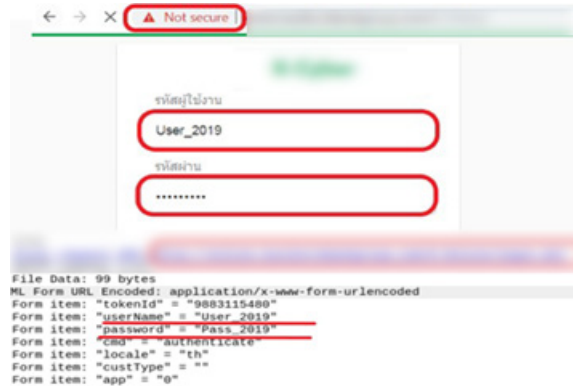 Not secure
รหัสผู้ใช้งาน
User_2019
รหัสผ่าน
•••••••••
File Data: 99 bytes
ML Form URL Encoded: application/x-www-form-urlencoded
Form item: "tokenId" = "9883115480"
Form item: "userName" = "User_2019"
Form item: "password" = "Pass_2019"
Form item: "cmd" = "authenticate"
Form item: "locale" = "th"
Form item: "custType" = ""
Form item: "app" = "0"